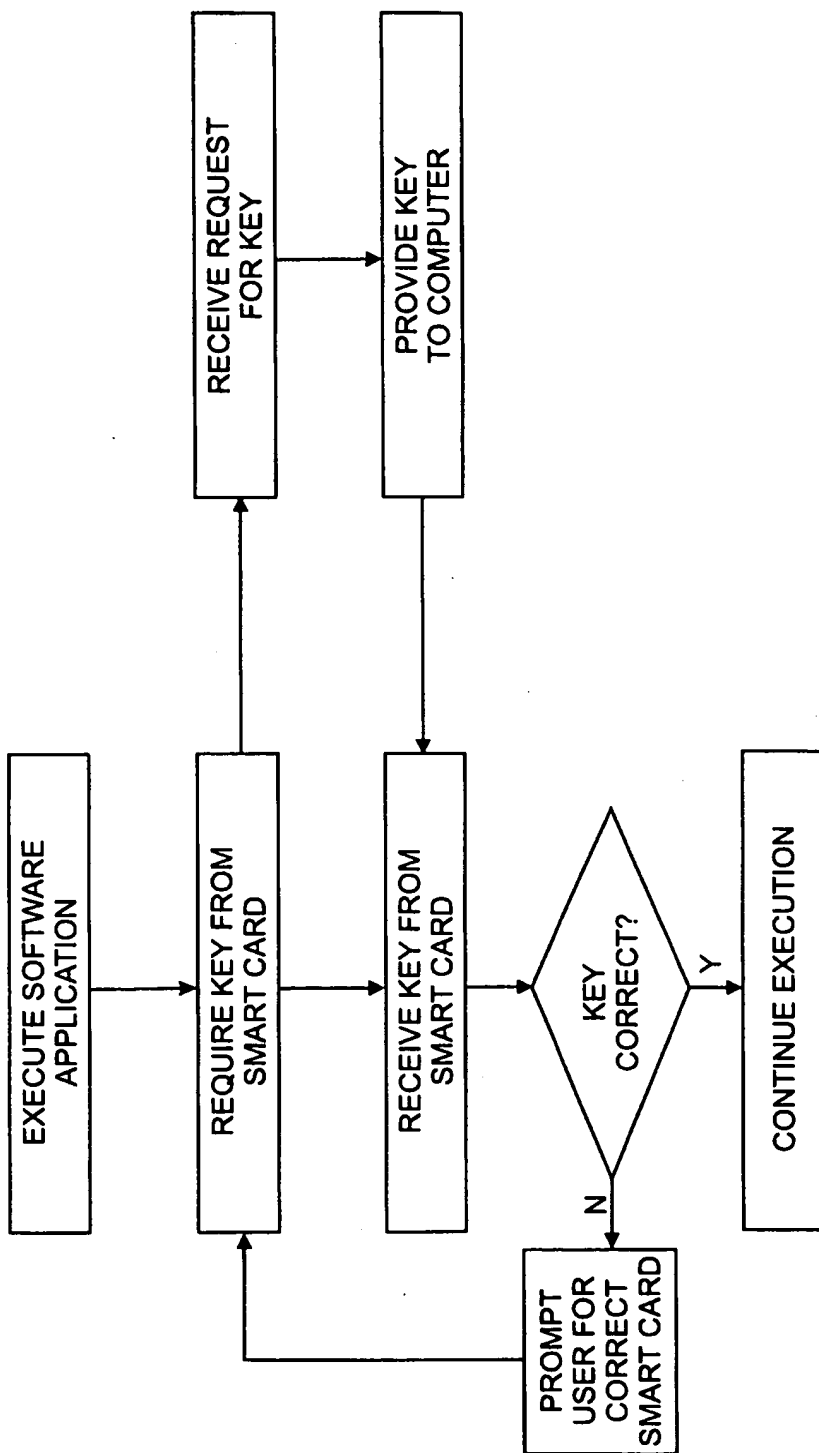 EXECUTE SOFTWARE
APPLICATION
REQUIRE KEY FROM
SMART CARD
RECEIVE REQUEST
FOR KEY
PROVIDE KEY
TO COMPUTER
RECEIVE KEY FROM
SMART CARD
KEY
CORRECT?
N
Y
PROMPT
USER FOR
CORRECT
SMART CARD
CONTINUE EXECUTION